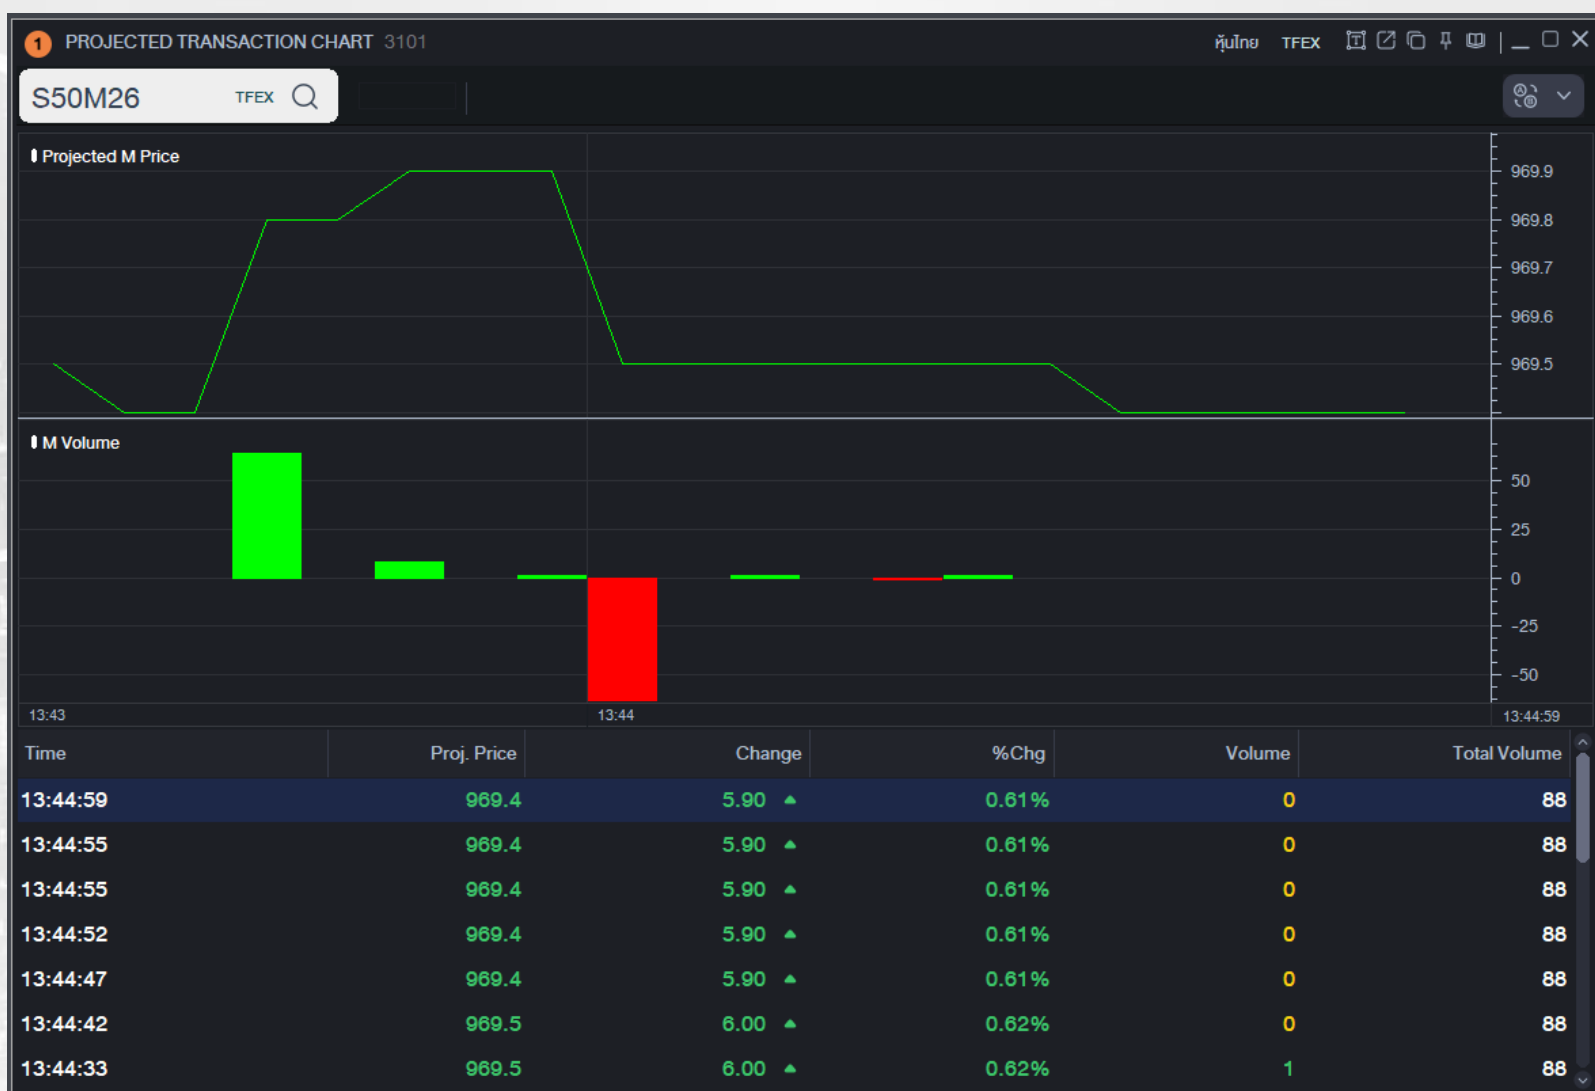 1 PROJECTED TRANSACTION CHART 3101 หุ้นไทย TFEX
S50M26 TFEX
Projected M Price
969.9
969.8
969.7
969.6
969.5
M Volume
50
25
0
-25
-50
13:43 13:44 13:44:59
Time Proj. Price Change %Chg Volume Total Volume
13:44:59 969.4 5.90 0.61% 0 88
13:44:55 969.4 5.90 0.61% 0 88
13:44:55 969.4 5.90 0.61% 0 88
13:44:52 969.4 5.90 0.61% 0 88
13:44:47 969.4 5.90 0.61% 0 88
13:44:42 969.5 6.00 0.62% 0 88
13:44:33 969.5 6.00 0.62% 1 88